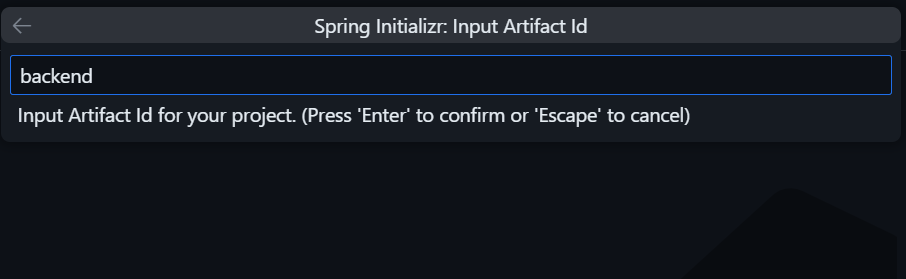 Spring Initializr: Input Artifact Id
backend
Input Artifact Id for your project. (Press 'Enter' to confirm or 'Escape' to cancel)